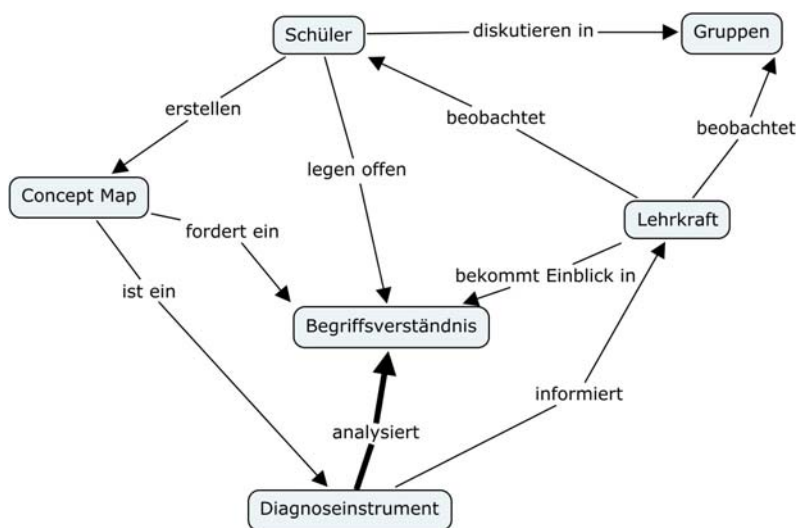 Schüler
diskutieren in
Gruppen
erstellen
beobachtet
beobachtet
legen offen
Concept Map
Lehrkraft
fordert ein
ist ein
bekommt Einblick in
Begriffsverständnis
informiert
analysiert
Diagnoseinstrument